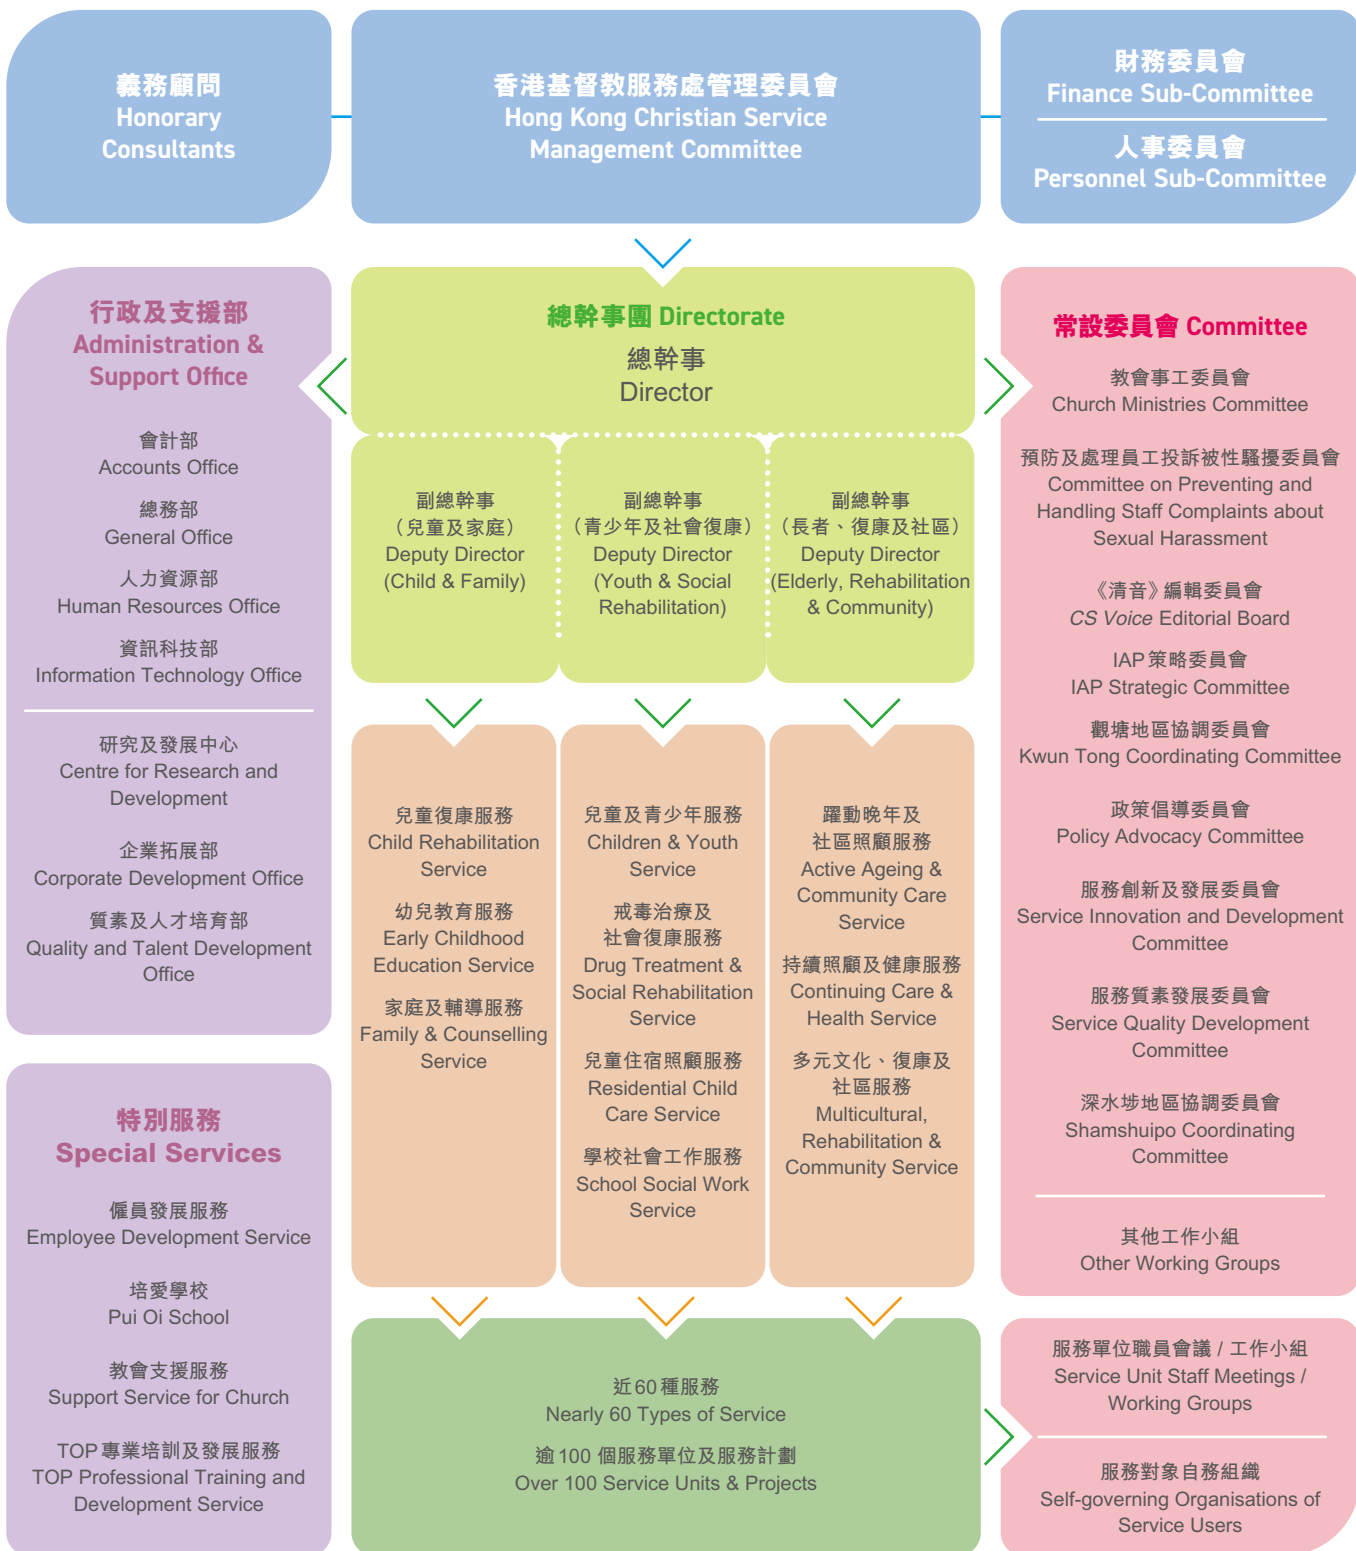 義務顧問
Honorary
Consultants
香港基督教服務處管理委員會
Hong Kong Christian Service
Management Committee
財務委員會
Finance Sub-Committee
人事委員會
Personnel Sub-Committee
行政及支援部
Administration &
Support Office
會計部
Accounts Office
總務部
General Office
人力資源部
Human Resources Office
資訊科技部
Information Technology Office
研究及發展中心
Centre for Research and
Development
企業拓展部
Corporate Development Office
質素及人才培育部
Quality and Talent Development
Office
特別服務
Special Services
僱員發展服務
Employee Development Service
培愛學校
Pui Oi School
教會支援服務
Support Service for Church
TOP專業培訓及發展服務
TOP Professional Training and
Development Service
總幹事團 Directorate
總幹事
Director
副總幹事
（兒童及家庭）
Deputy Director
(Child & Family)
副總幹事
（青少年及社會復康）
Deputy Director
(Youth & Social
Rehabilitation)
副總幹事
（長者、復康及社區）
Deputy Director
(Elderly, Rehabilitation
& Community)
兒童復康服務
Child Rehabilitation
Service
幼兒教育服務
Early Childhood
Education Service
家庭及輔導服務
Family & Counselling
Service
兒童及青少年服務
Children & Youth
Service
戒毒治療及
社會復康服務
Drug Treatment &
Social Rehabilitation
Service
兒童住宿照顧服務
Residential Child
Care Service
學校社會工作服務
School Social Work
Service
躍動晚年及
社區照顧服務
Active Ageing &
Community Care
Service
持續照顧及健康服務
Continuing Care &
Health Service
多元文化、復康及
社區服務
Multicultural,
Rehabilitation &
Community Service
近60種服務
Nearly 60 Types of Service
逾100 個服務單位及服務計劃
Over 100 Service Units & Projects
常設委員會 Committee
教會事工委員會
Church Ministries Committee
預防及處理員工投訴被性騷擾委員會
Committee on Preventing and
Handling Staff Complaints about
Sexual Harassment
《清音》編輯委員會
CS Voice Editorial Board
IAP策略委員會
IAP Strategic Committee
觀塘地區協調委員會
Kwun Tong Coordinating Committee
政策倡導委員會
Policy Advocacy Committee
服務創新及發展委員會
Service Innovation and Development
Committee
服務質素發展委員會
Service Quality Development
Committee
深水埗地區協調委員會
Shamshuipo Coordinating
Committee
其他工作小組
Other Working Groups
服務單位職員會議 / 工作小組
Service Unit Staff Meetings /
Working Groups
服務對象自務組織
Self-governing Organisations of
Service Users